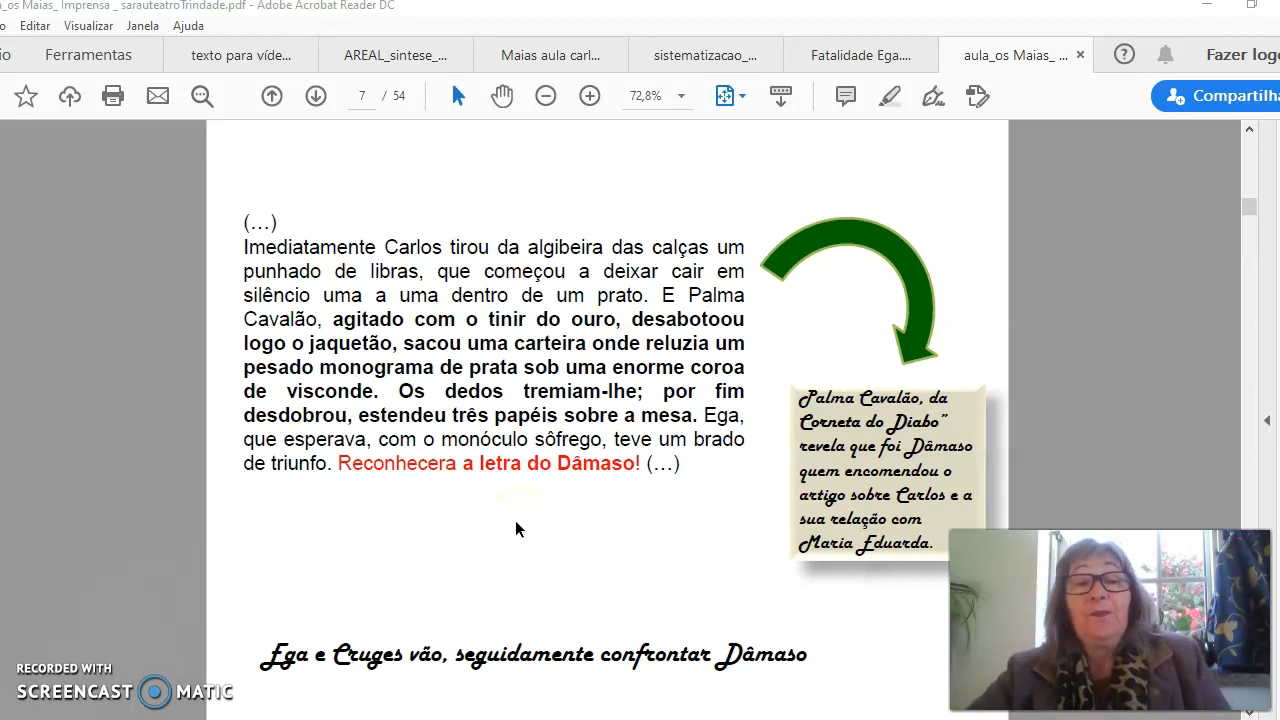 a_os Maias_ Imprensa _ sarauteatroTrindade.pdf - Adobe Acrobat Reader DC
o Editar Visualizar Janela Ajuda
io Ferramentas texto para víde... AREAL_sintese_... Maias aula carl... sistematizacao_... Fatalidade Ega.... aula_os Maias_ ... × ? Fazer logo
7 / 54 72,8% Compartilha
(…)
Imediatamente Carlos tirou da algibeira das calças um
punhado de libras, que começou a deixar cair em
silêncio uma a uma dentro de um prato. E Palma
Cavalão, agitado com o tinir do ouro, desabotoou
logo o jaquetão, sacou uma carteira onde reluzia um
pesado monograma de prata sob uma enorme coroa
de visconde. Os dedos tremiam-lhe; por fim
desdobrou, estendeu três papéis sobre a mesa. Ega,
que esperava, com o monóculo sôfrego, teve um brado
de triunfo. Reconhecera a letra do Dâmaso! (…)
Palma Cavalão, da
Corneta do Diabo”
revela que foi Dâmaso
quem encomendou o
artigo sobre Carlos e a
sua relação com
Maria Eduarda.
Ega e Cruges vão, seguidamente confrontar Dâmaso
RECORDED WITH
SCREENCAST MATIC